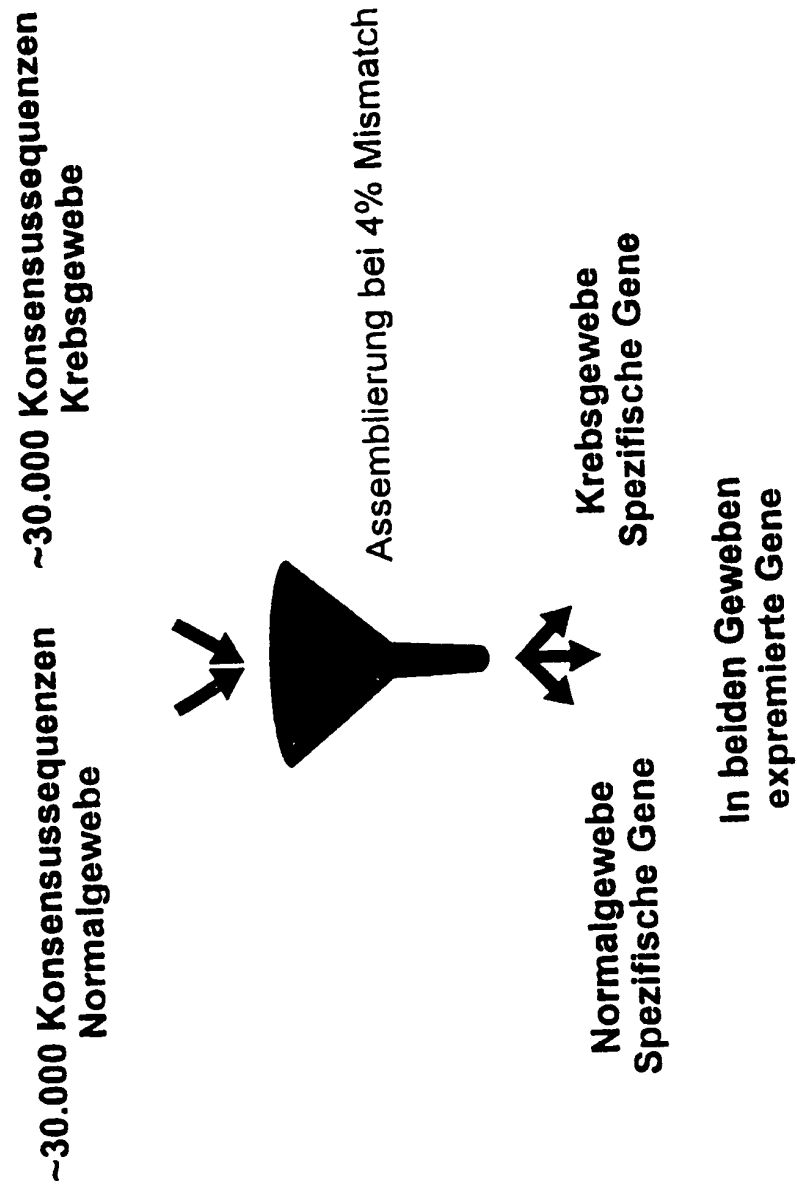 ~30.000 Konsensussequenzen
Normalgewebe
~30.000 Konsensussequenzen
Krebsgewebe
Assemblierung bei 4% Mismatch
Normalgewebe
Spezifische Gene
Krebsgewebe
Spezifische Gene
In beiden Geweben
expremierte Gene